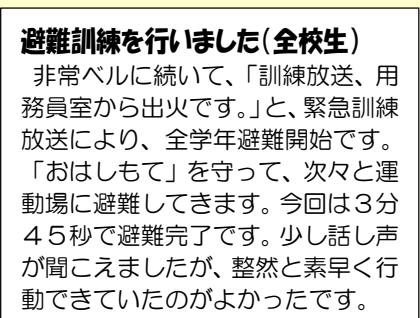 避難訓練を行いました(全校生)
　非常ベルに続いて、「訓練放送、用
務員室から出火です。」と、緊急訓練
放送により、全学年避難開始です。
「おはしもて」を守って、次々と運
動場に避難してきます。今回は３分
４５秒で避難完了です。少し話し声
が聞こえましたが、整然と素早く行
動できていたのがよかったです。